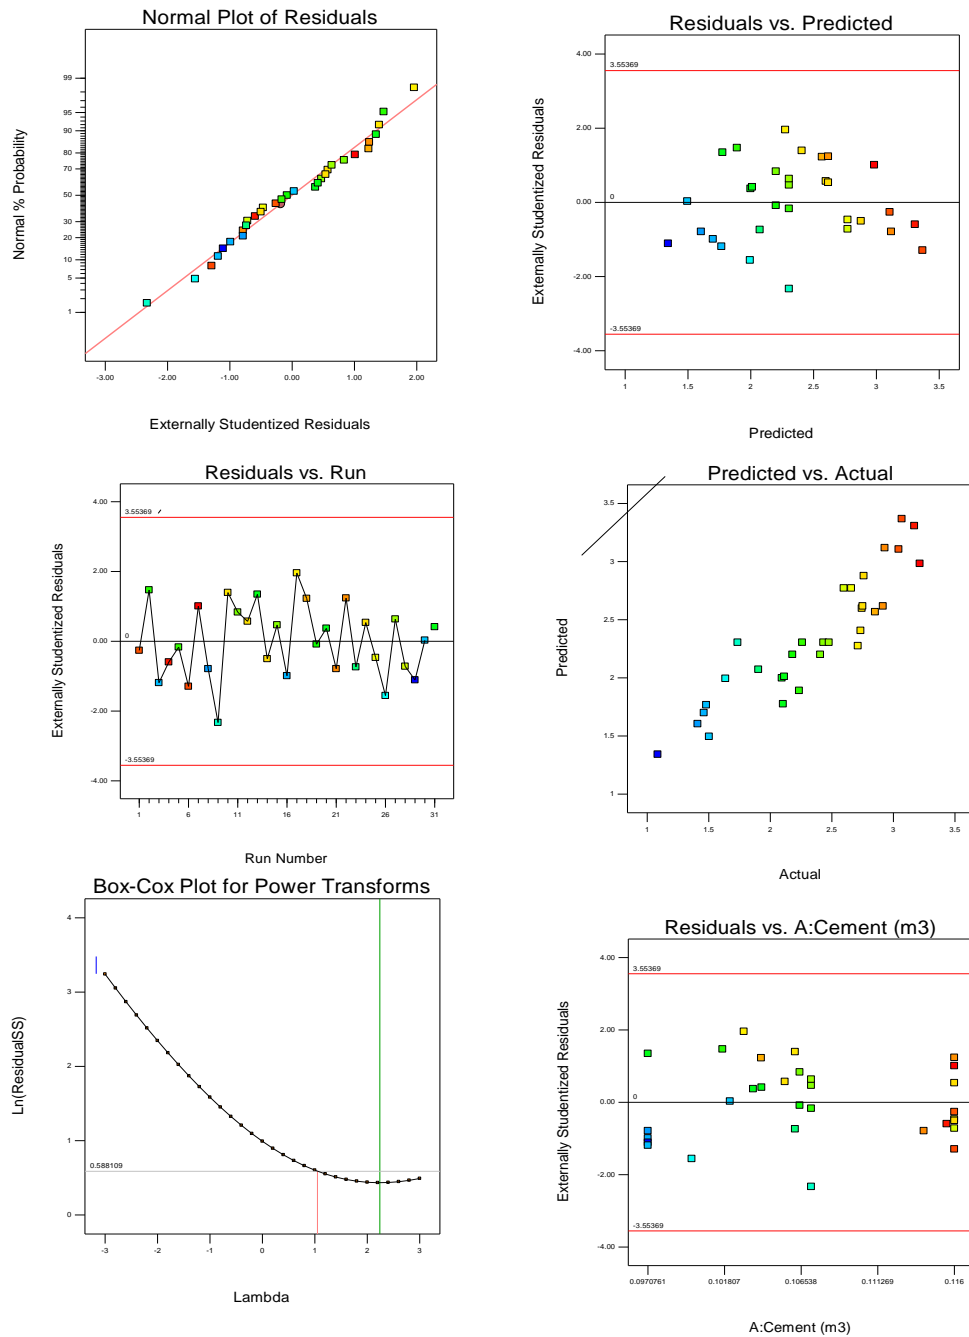 Normal Plot of Residuals
Normal % Probability
99
95
90
80
70
50
30
20
10
5
1
-3.00 -2.00 -1.00 0.00 1.00 2.00
Externally Studentized Residuals
Residuals vs. Predicted
Externally Studentized Residuals
4.00
3.55369
2.00
0
0.00
-2.00
-3.55369
-4.00
1 1.5 2 2.5 3 3.5
Predicted
Residuals vs. Run
Externally Studentized Residuals
4.00
3.55369
2.00
0
0.00
-2.00
-3.55369
-4.00
1 6 11 16 21 26 31
Run Number
Predicted vs. Actual
Predicted
3.5
3
2.5
2
1.5
1
1 1.5 2 2.5 3 3.5
Actual
Box-Cox Plot for Power Transforms
Ln(ResidualSS)
4
3
2
1
0.588109
0
-3 -2 -1 0 1 2 3
Lambda
Residuals vs. A:Cement (m3)
Externally Studentized Residuals
4.00
3.55369
2.00
0
0.00
-2.00
-3.55369
-4.00
0.0970761 0.101807 0.106538 0.111269 0.116
A:Cement (m3)